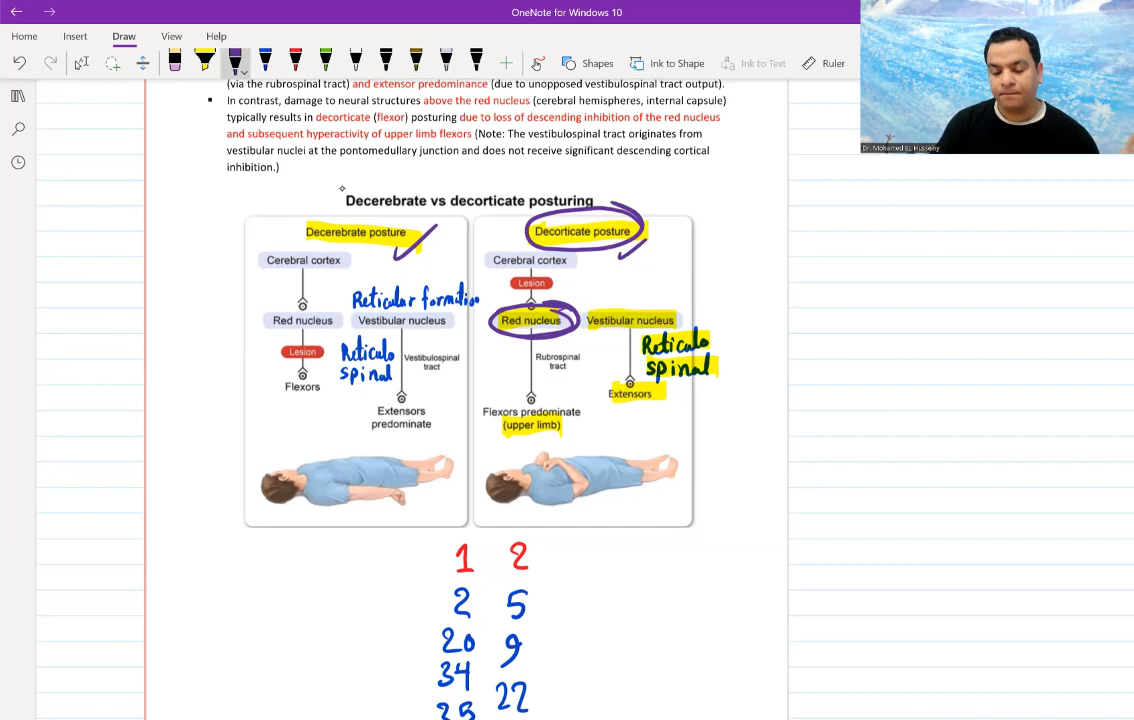 OneNote for Windows 10
Home Insert Draw View Help
Shapes Ink to Shape Ink to Text Ruler
(via the rubrospinal tract) and extensor predominance (due to unopposed vestibulospinal tract output).
▪ In contrast, damage to neural structures above the red nucleus (cerebral hemispheres, internal capsule)
typically results in decorticate (flexor) posturing due to loss of descending inhibition of the red nucleus
and subsequent hyperactivity of upper limb flexors (Note: The vestibulospinal tract originates from
vestibular nuclei at the pontomedullary junction and does not receive significant descending cortical
inhibition.)
Dr. Mohamed EL Husseiny
Decerebrate vs decorticate posturing
Decerebrate posture
Cerebral cortex
Reticular formation
Red nucleus Vestibular nucleus
Lesion
Reticulo
spinal
Vestibulospinal
tract
Flexors
Extensors
predominate
Decorticate posture
Cerebral cortex
Lesion
Red nucleus Vestibular nucleus
Reticulo
spinal
Rubrospinal
tract
Extensors
Flexors predominate
(upper limb)
1 2
2 5
20 9
34 22